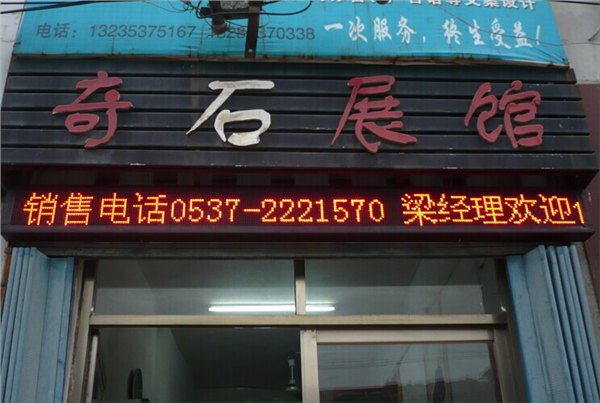 电话：13235375167
一次服务，终生受益！
奇石展馆
销售电话0537-2221570 梁经理欢迎